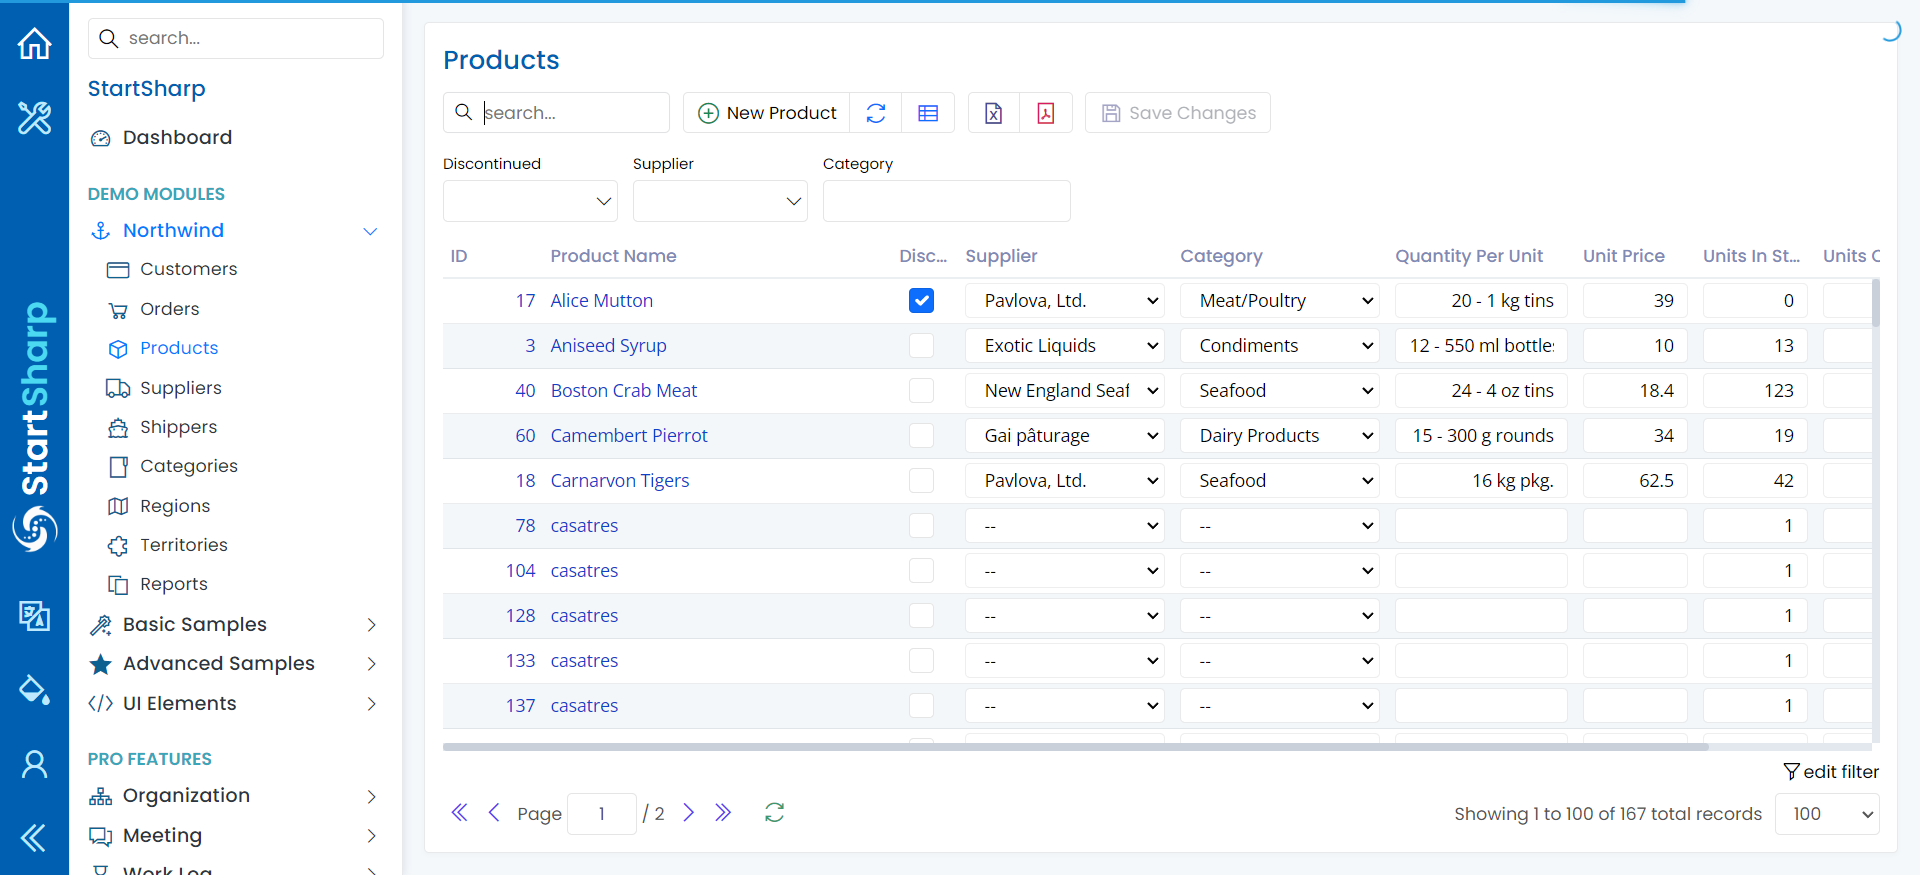 search...
StartSharp
Dashboard
DEMO MODULES
Northwind
Customers
Orders
Products
Suppliers
Shippers
Categories
Regions
Territories
Reports
Basic Samples
Advanced Samples
UI Elements
PRO FEATURES
Organization
Meeting
Work Log
StartSharp
Products
search...
New Product
Save Changes
Discontinued Supplier Category
ID Product Name Disc... Supplier Category Quantity Per Unit Unit Price Units In St... Units O
17 Alice Mutton Pavlova, Ltd. Meat/Poultry 20 - 1 kg tins 39 0
3 Aniseed Syrup Exotic Liquids Condiments 12 - 550 ml bottles 10 13
40 Boston Crab Meat New England Seaf Seafood 24 - 4 oz tins 18.4 123
60 Camembert Pierrot Gai pâturage Dairy Products 15 - 300 g rounds 34 19
18 Carnarvon Tigers Pavlova, Ltd. Seafood 16 kg pkg. 62.5 42
78 casatres -- -- 1
104 casatres -- -- 1
128 casatres -- -- 1
133 casatres -- -- 1
137 casatres -- -- 1
edit filter
Page 1 / 2
Showing 1 to 100 of 167 total records 100